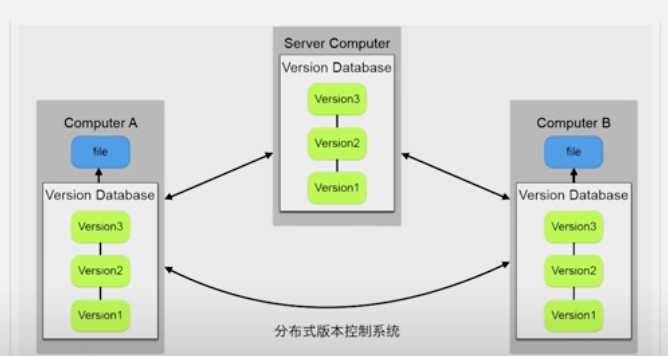 Server Computer
Version Database
Version3
Version2
Version1
Computer A
file
Version Database
Version3
Version2
Version1
Computer B
file
Version Database
Version3
Version2
Version1
分布式版本控制系统